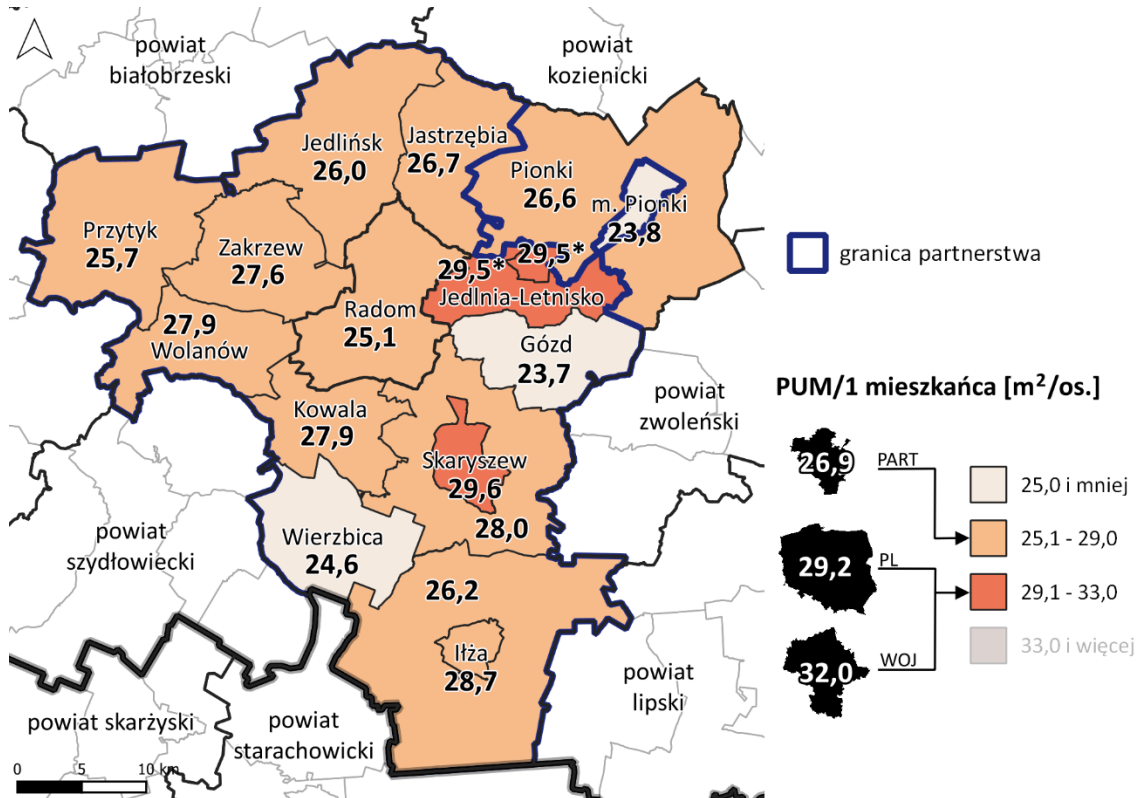 powiat
białobrzeski
powiat
kozienicki
Jedlińsk
26,0
Jastrzębia
26,7
Pionki
26,6
m. Pionki
23,8
Przytyk
25,7
Zakrzew
27,6
29,5*
29,5*
Jedlnia-Letnisko
granica partnerstwa
27,9
Wolanów
Radom
25,1
Gózd
23,7
powiat
zwoleński
Kowala
27,9
Skaryszew
29,6
28,0
powiat
szydłowiecki
Wierzbica
24,6
26,2
Iłża
28,7
powiat
lipski
powiat skarżyski
powiat
starachowicki
0 5 10 km
PUM/1 mieszkańca [m²/os.]
26,9 PART
29,2 PL
32,0 WOJ
25,0 i mniej
25,1 - 29,0
29,1 - 33,0
33,0 i więcej